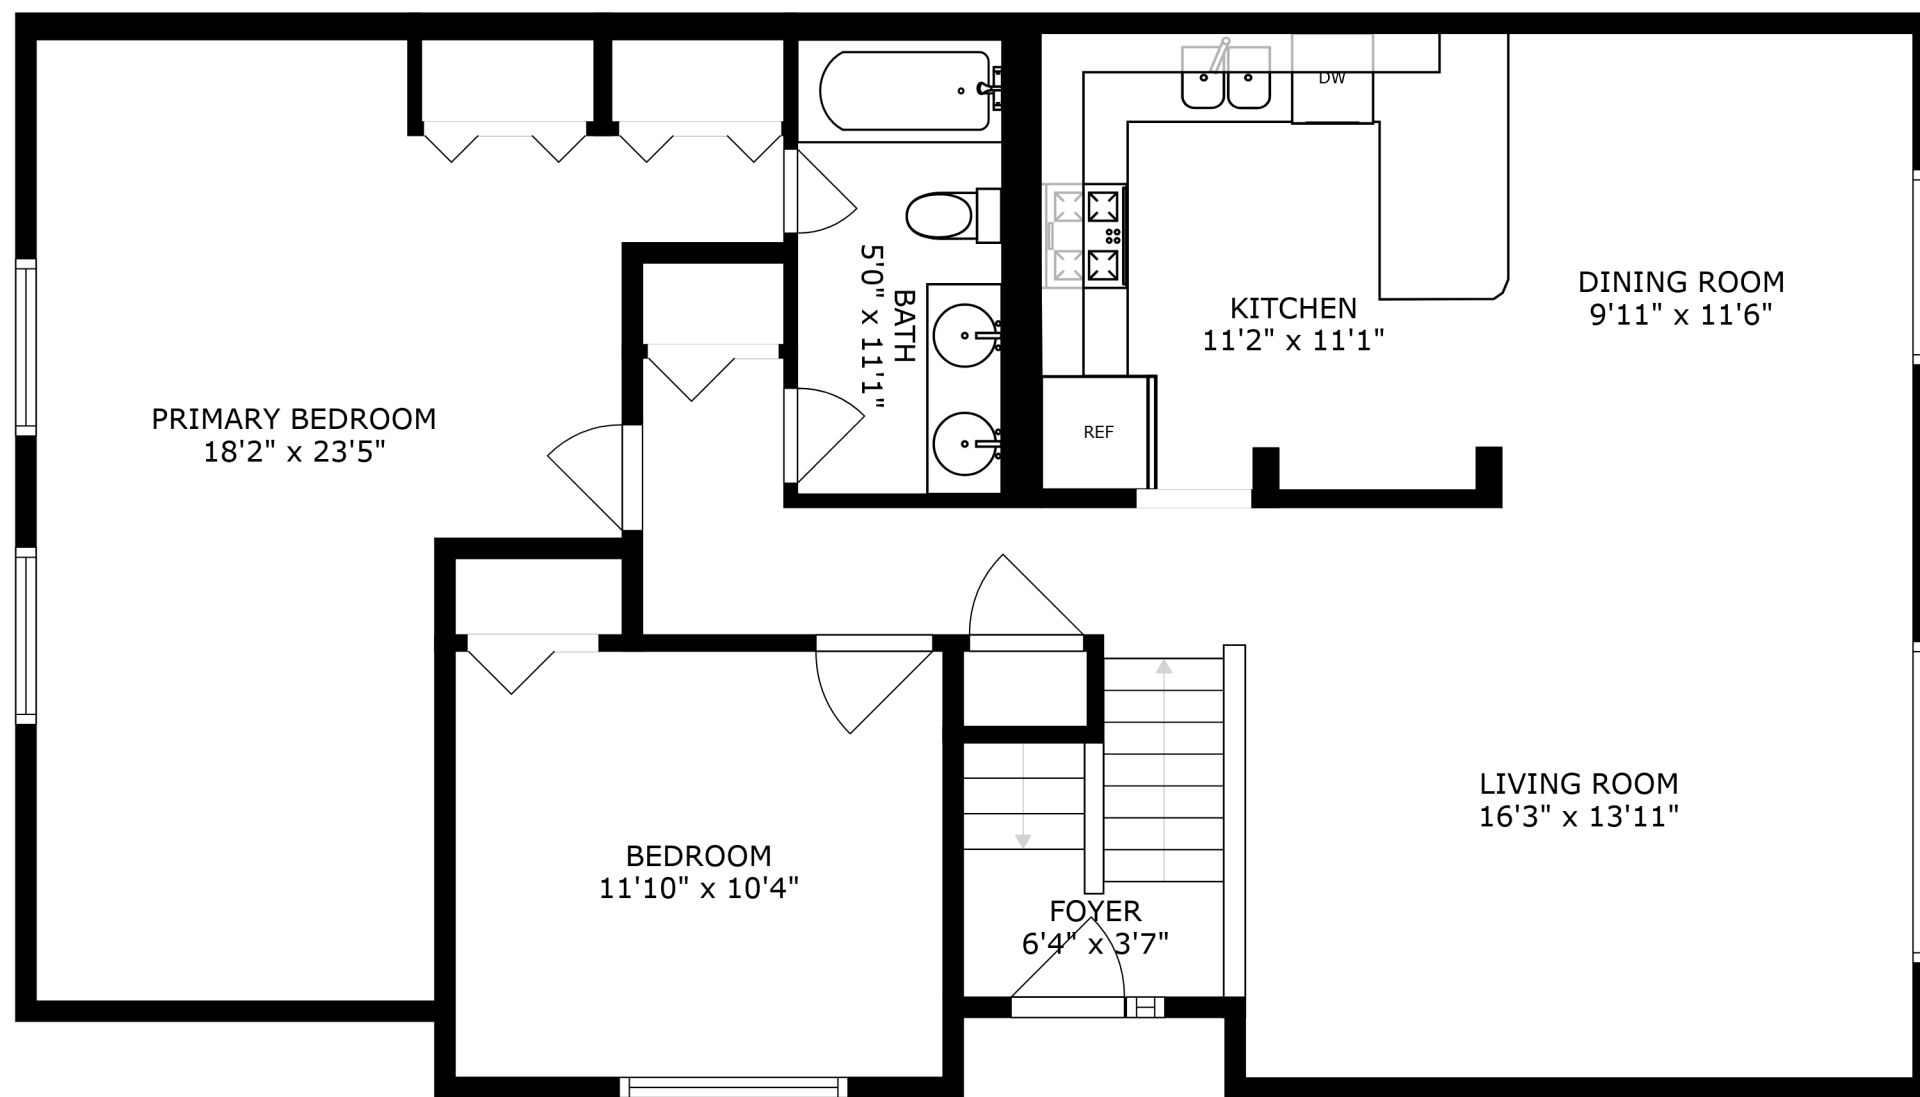 DW
DINING ROOM
9'11" x 11'6"
KITCHEN
11'2" x 11'1"
BATH
5'0" x 11'1"
PRIMARY BEDROOM
18'2" x 23'5"
REF
LIVING ROOM
16'3" x 13'11"
BEDROOM
11'10" x 10'4"
FOYER
6'4" x 3'7"